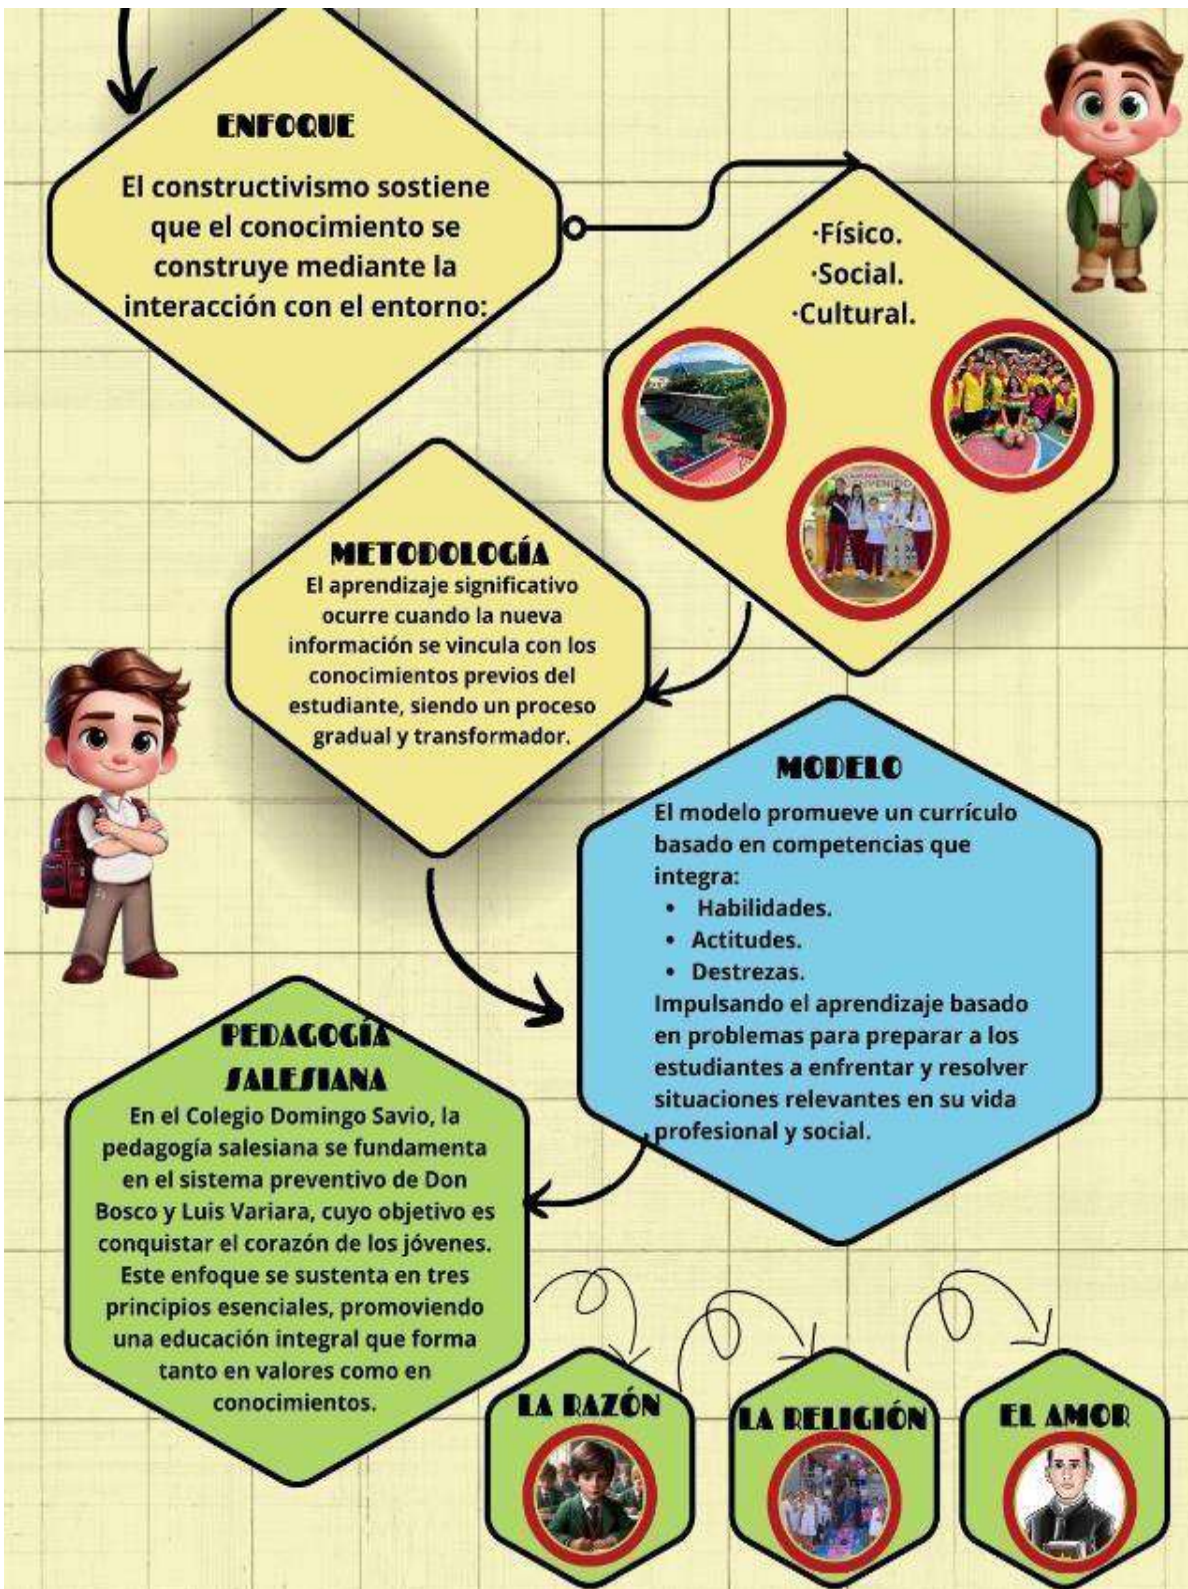 ENFOQUE
El constructivismo sostiene
que el conocimiento se
construye mediante la
interacción con el entorno:
·Físico.
·Social.
·Cultural.
METODOLOGÍA
El aprendizaje significativo
ocurre cuando la nueva
información se vincula con los
conocimientos previos del
estudiante, siendo un proceso
gradual y transformador.
MODELO
El modelo promueve un currículo
basado en competencias que
integra:
• Habilidades.
• Actitudes.
• Destrezas.
Impulsando el aprendizaje basado
en problemas para preparar a los
estudiantes a enfrentar y resolver
situaciones relevantes en su vida
profesional y social.
PEDAGOGÍA
SALESIANA
En el Colegio Domingo Savio, la
pedagogía salesiana se fundamenta
en el sistema preventivo de Don
Bosco y Luis Variara, cuyo objetivo es
conquistar el corazón de los jóvenes.
Este enfoque se sustenta en tres
principios esenciales, promoviendo
una educación integral que forma
tanto en valores como en
conocimientos.
LA RAZÓN
LA RELIGIÓN
EL AMOR